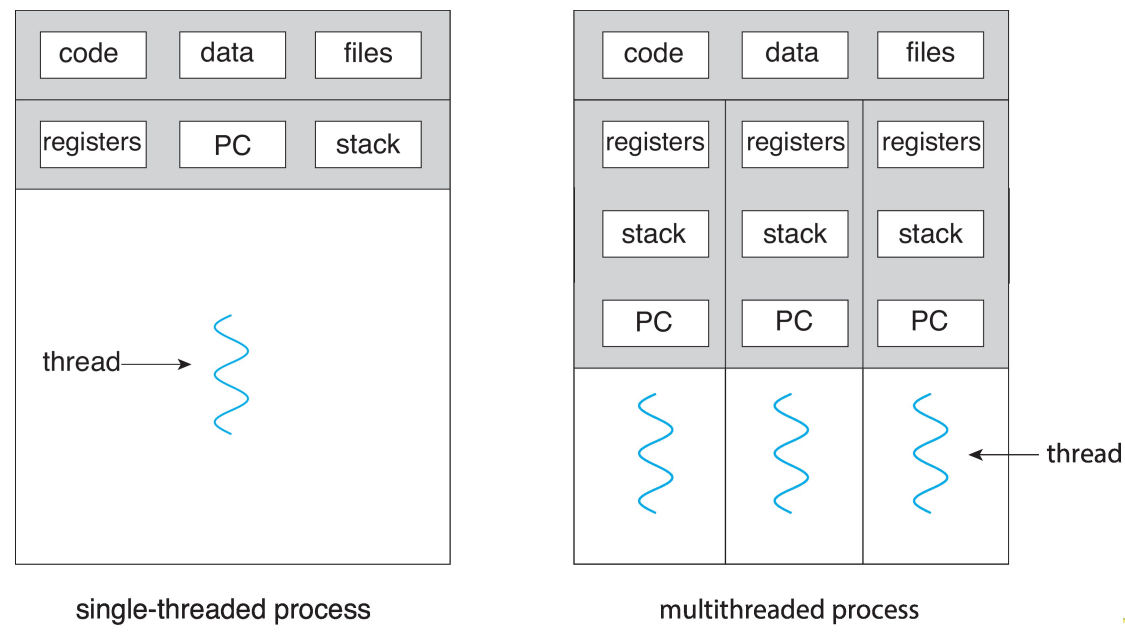 code data files
registers PC stack
thread
single-threaded process
code data files
registers registers registers
stack stack stack
PC PC PC
thread
multithreaded process